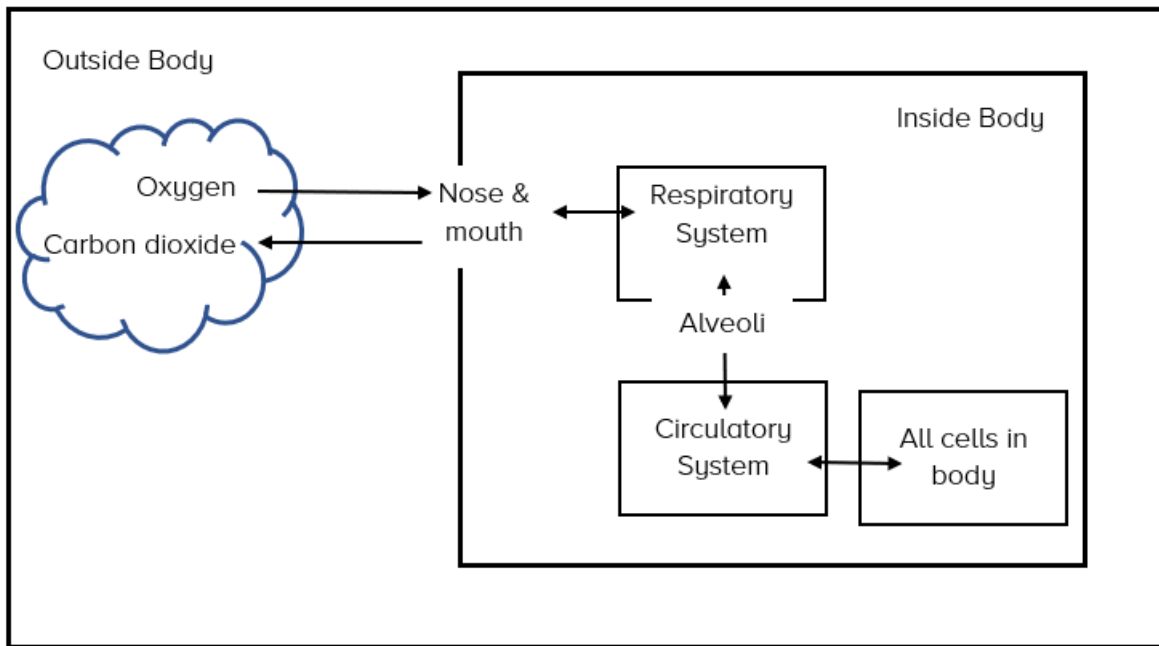 Outside Body
Inside Body
Oxygen
Carbon dioxide
Nose &
mouth
Respiratory
System
Alveoli
Circulatory
System
All cells in
body